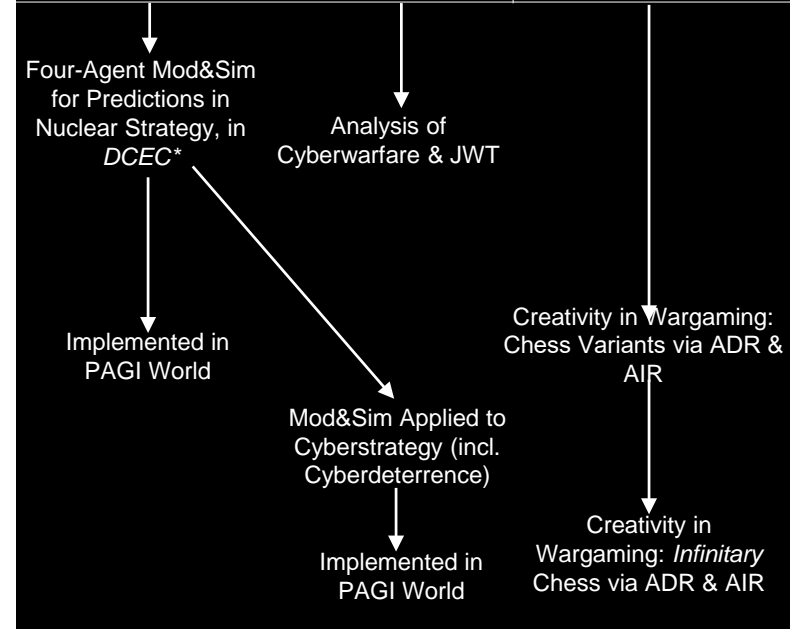 Four-Agent Mod&Sim
for Predictions in
Nuclear Strategy, in
DCEC*
Analysis of
Cyberwarfare & JWT
Implemented in
PAGI World
Creativity in Wargaming:
Chess Variants via ADR &
AIR
Mod&Sim Applied to
Cyberstrategy (incl.
Cyberdeterrence)
Implemented in
PAGI World
Creativity in
Wargaming: Infinitary
Chess via ADR & AIR